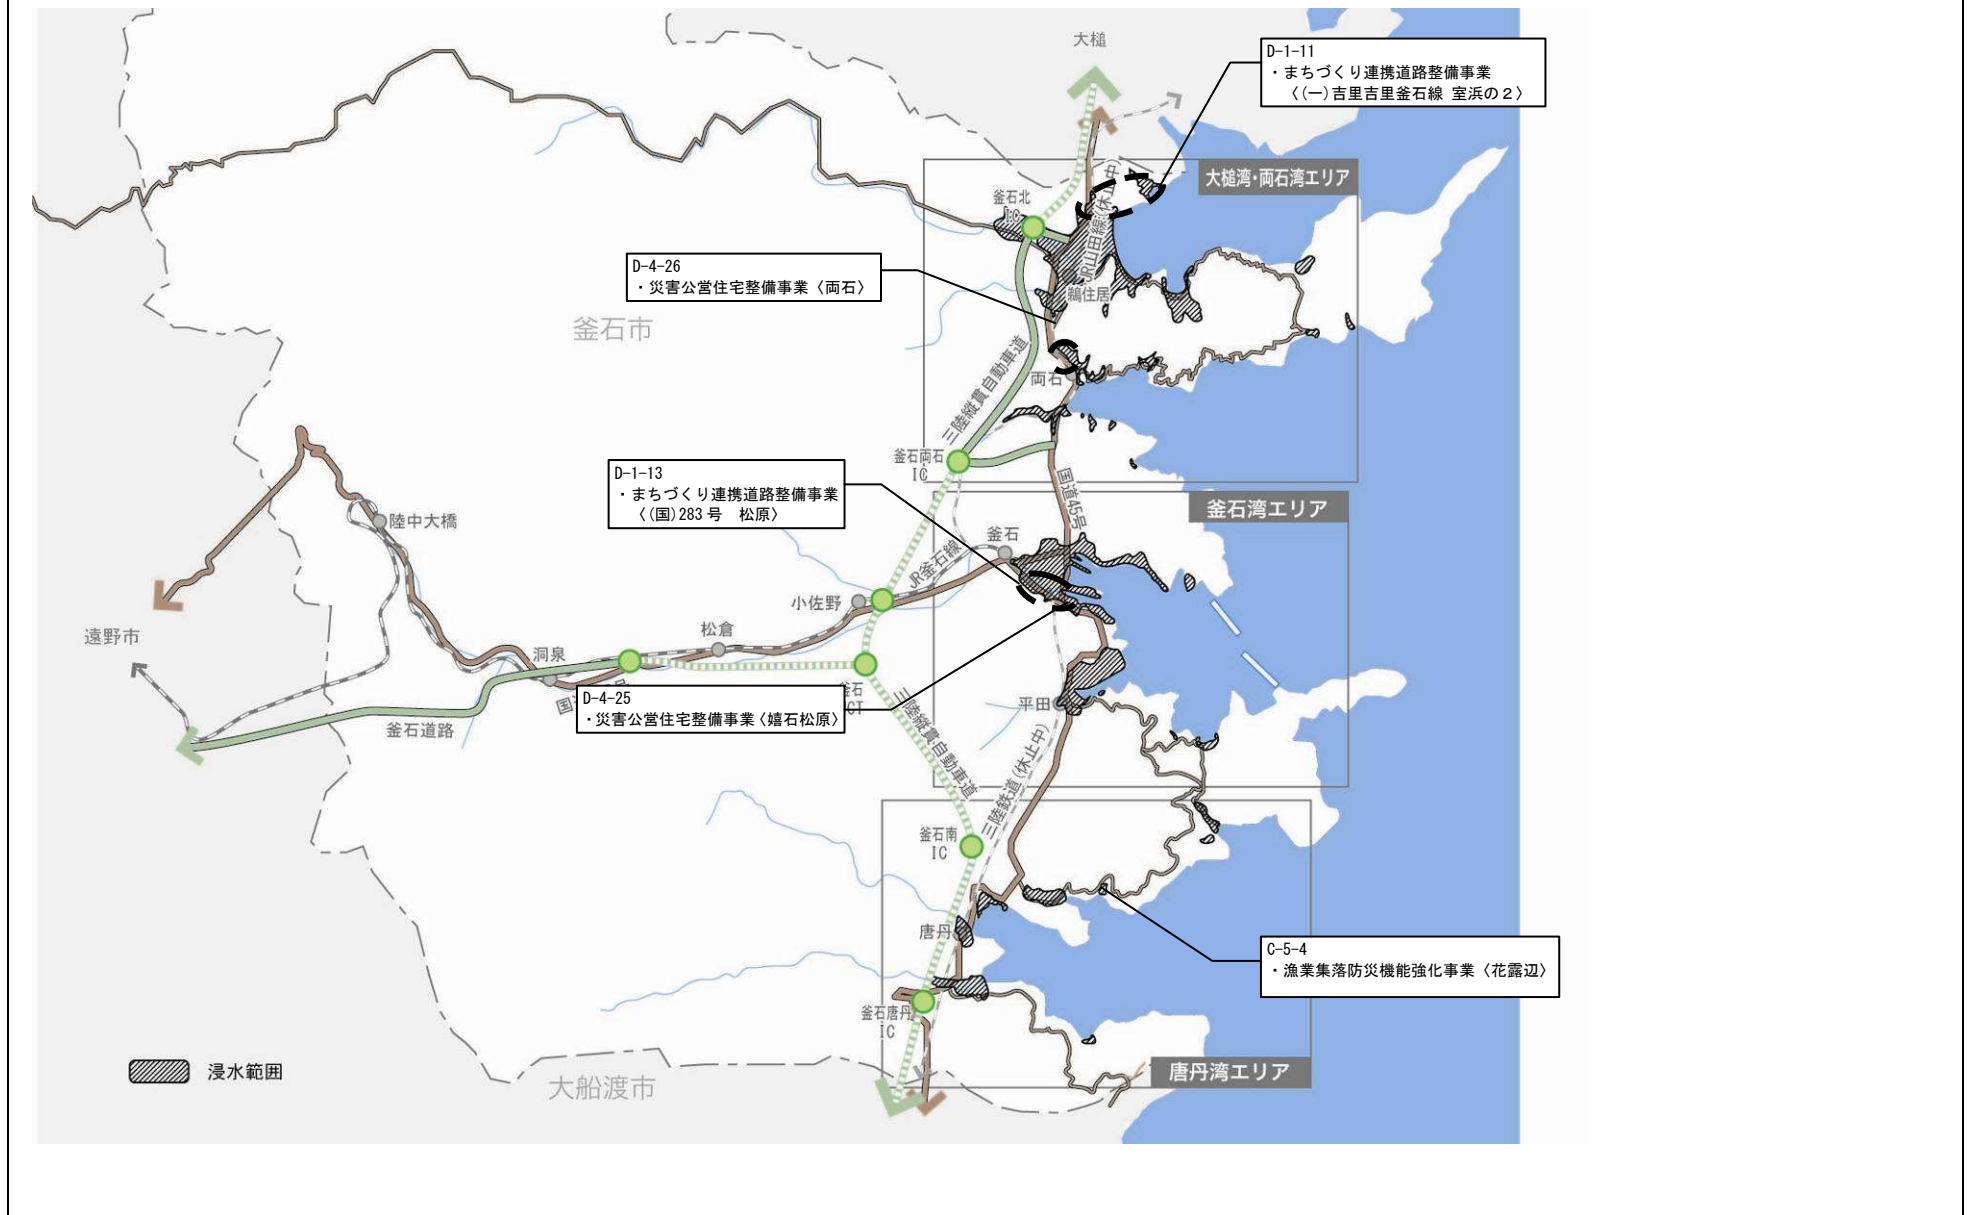 大槌
D-1-11
・まちづくり連携道路整備事業
〈(一)吉里吉里釜石線 室浜の2〉
大槌湾・両石湾エリア
釜石北
IC
JR山田線(休止中)
D-4-26
・災害公営住宅整備事業〈両石〉
鵜住居
釜石市
三陸縦貫自動車道
両石
釜石両石
IC
D-1-13
・まちづくり連携道路整備事業
〈(国)283号 松原〉
国道45号
釜石湾エリア
陸中大橋
釜石
JR釜石線
小佐野
遠野市
松倉
洞泉
国
釜石
D-4-25
・災害公営住宅整備事業〈嬉石松原〉
釜石道路
三陸縦貫自動車道
平田
三陸鉄道(休止中)
釜石南
IC
唐丹
C-5-4
・漁業集落防災機能強化事業〈花露辺〉
釜石唐丹
IC
唐丹湾エリア
浸水範囲
大船渡市